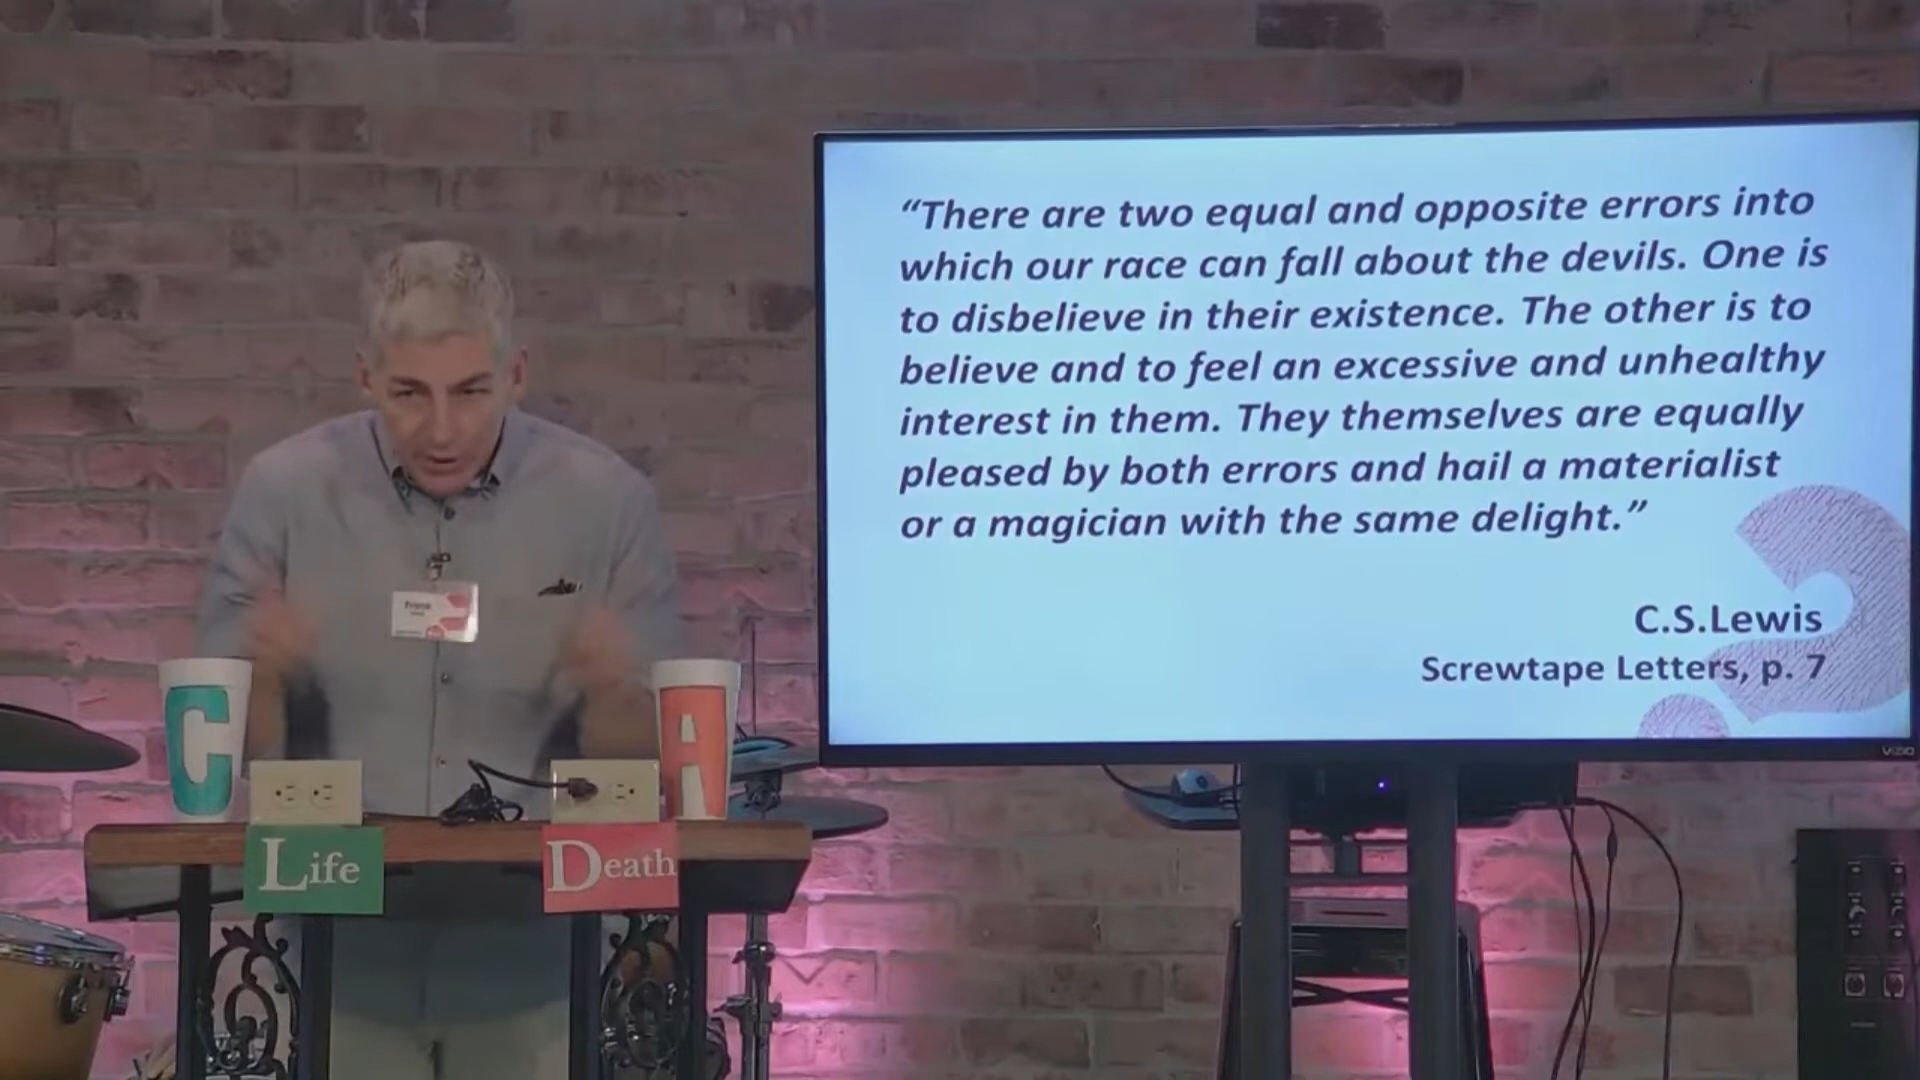 “There are two equal and opposite errors into
which our race can fall about the devils. One is
to disbelieve in their existence. The other is to
believe and to feel an excessive and unhealthy
interest in them. They themselves are equally
pleased by both errors and hail a materialist
or a magician with the same delight.”
C.S.Lewis
Screwtape Letters, p. 7
VIZIO
C
A
Life
Death